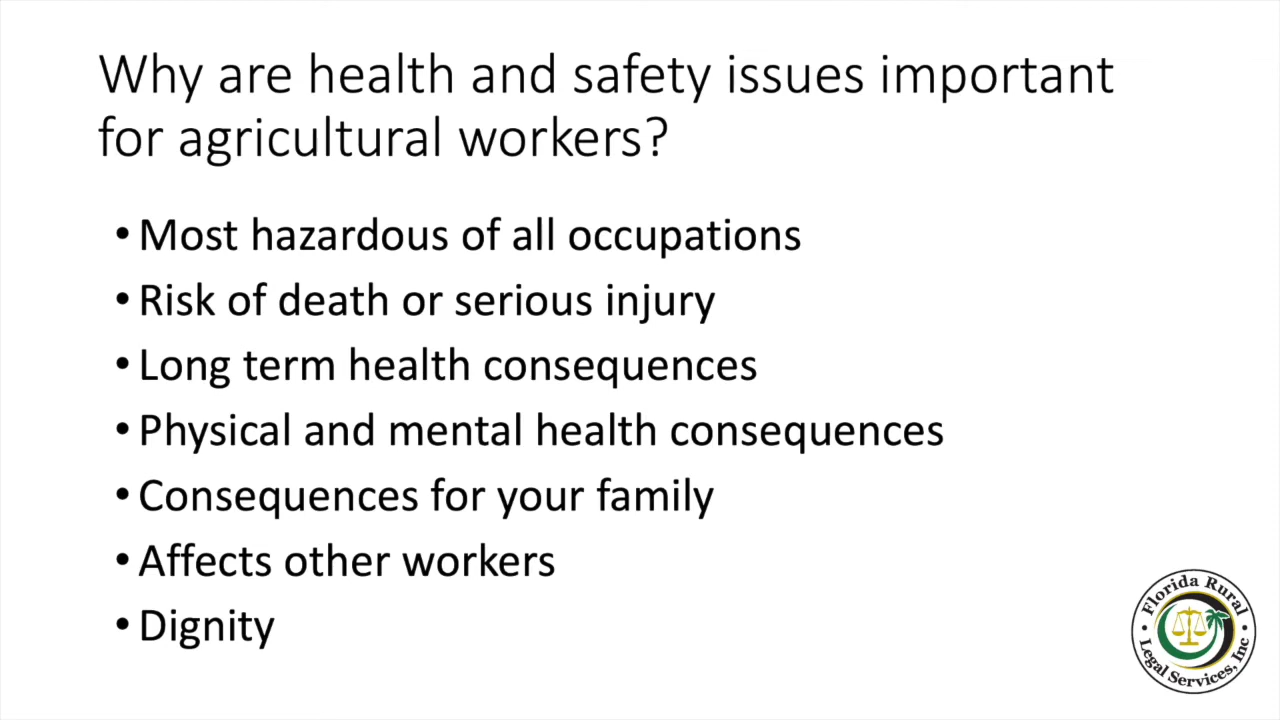 Why are health and safety issues important
for agricultural workers?
• Most hazardous of all occupations
• Risk of death or serious injury
• Long term health consequences
• Physical and mental health consequences
• Consequences for your family
• Affects other workers
• Dignity
Florida Rural
Legal Services, Inc